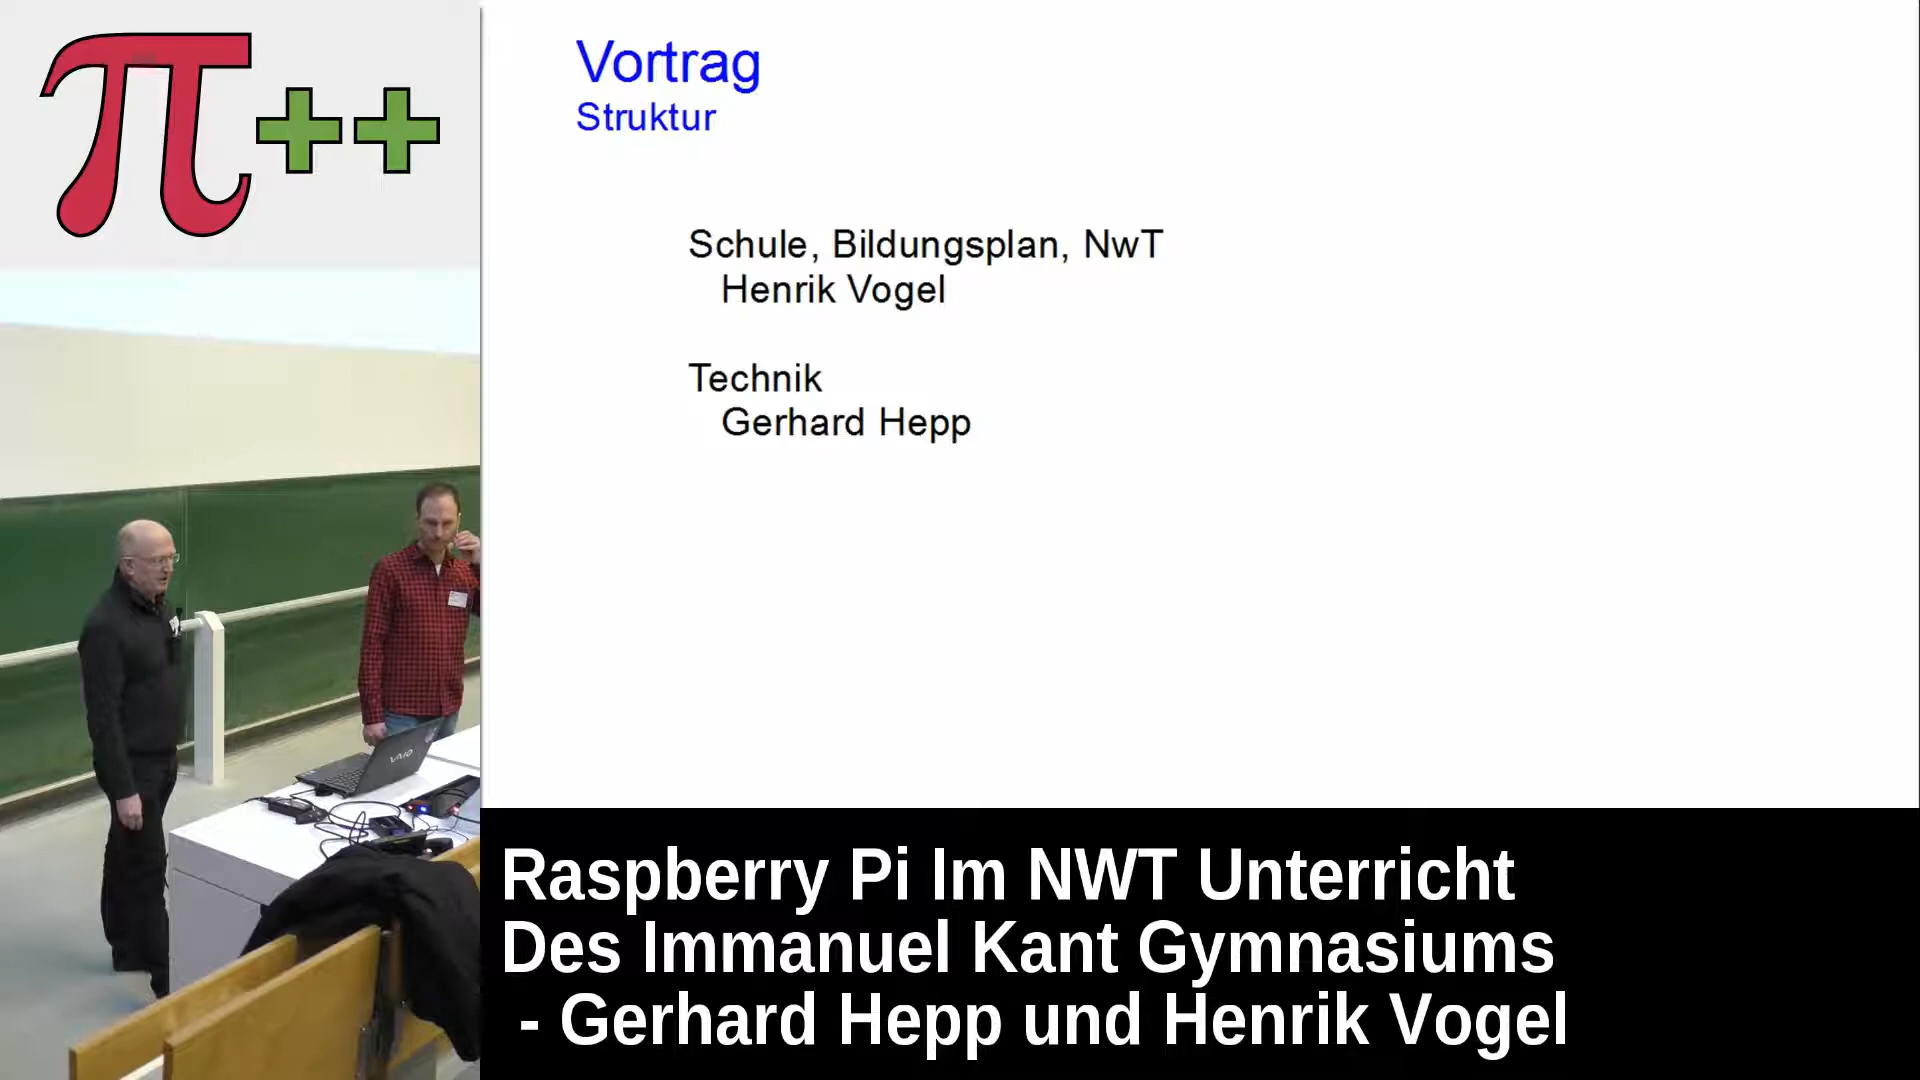 π++
Vortrag
Struktur
Schule, Bildungsplan, NwT
Henrik Vogel
Technik
Gerhard Hepp
VAIO
Raspberry Pi Im NWT Unterricht
Des Immanuel Kant Gymnasiums
- Gerhard Hepp und Henrik Vogel